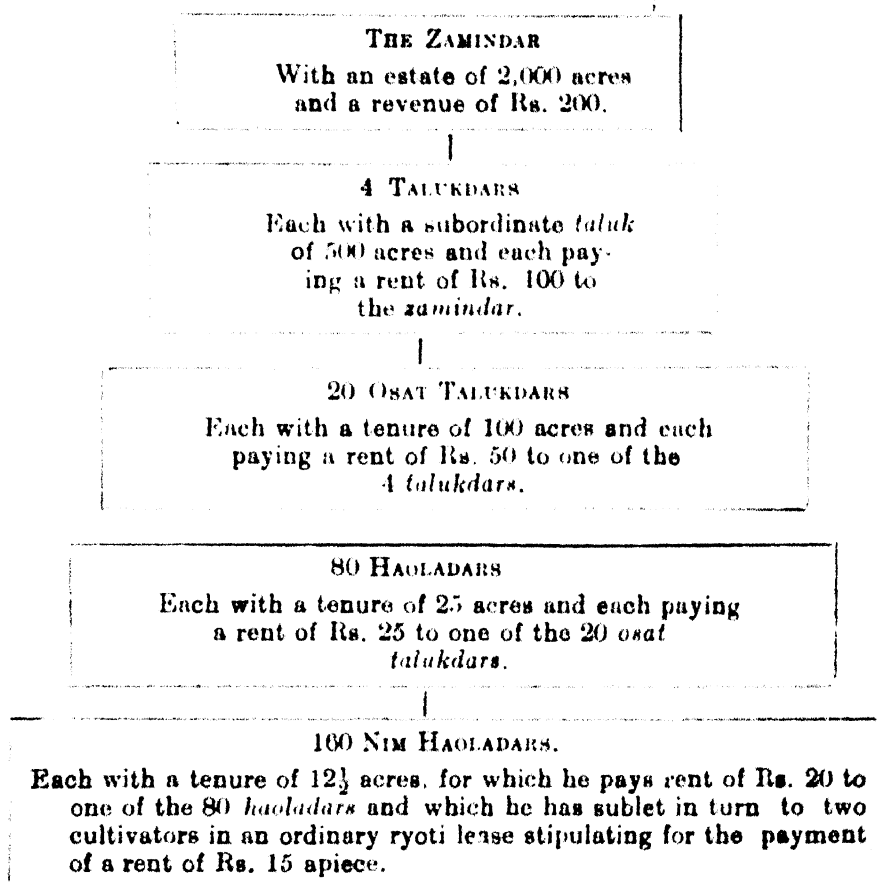 THE ZAMINDAR
With an estate of 2,000 acres
and a revenue of Rs. 200.
4 TALUKDARS
Each with a subordinate taluk
of 500 acres and each pay-
ing a rent of Rs. 100 to
the zamindar.
20 OSAT TALUKDARS
Each with a tenure of 100 acres and each
paying a rent of Rs. 50 to one of the
4 talukdars.
80 HAOLADARS
Each with a tenure of 25 acres and each paying
a rent of Rs. 25 to one of the 20 osat
talukdars.
160 NIM HAOLADARS.
Each with a tenure of 12½ acres, for which he pays rent of Rs. 20 to
one of the 80 haoladars and which he has sublet in turn to two
cultivators in an ordinary ryoti lease stipulating for the payment
of a rent of Rs. 15 apiece.